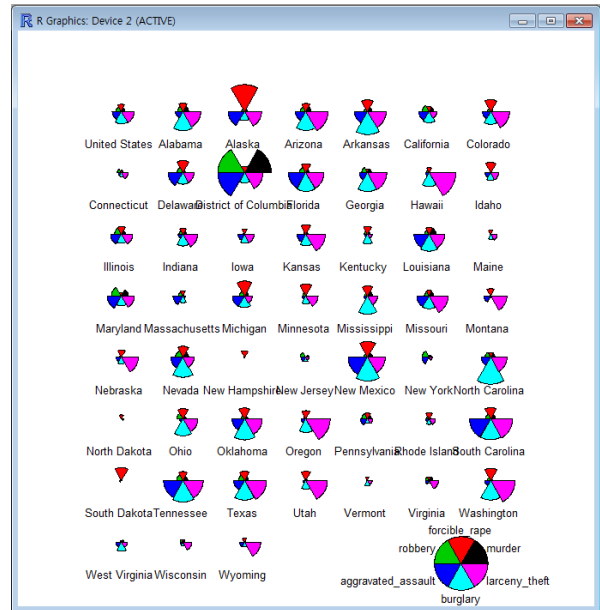 R Graphics: Device 2 (ACTIVE)
United States Alabama Alaska Arizona Arkansas California Colorado
Connecticut Delaware District of Columbia Florida Georgia Hawaii Idaho
Illinois Indiana Iowa Kansas Kentucky Louisiana Maine
Maryland Massachusetts Michigan Minnesota Mississippi Missouri Montana
Nebraska Nevada New Hampshire New Jersey New Mexico New York North Carolina
North Dakota Ohio Oklahoma Oregon Pennsylvania Rhode Island South Carolina
South Dakota Tennessee Texas Utah Vermont Virginia Washington
forcible_rape
robbery murder
West Virginia Wisconsin Wyoming
aggravated_assault larceny_theft
burglary